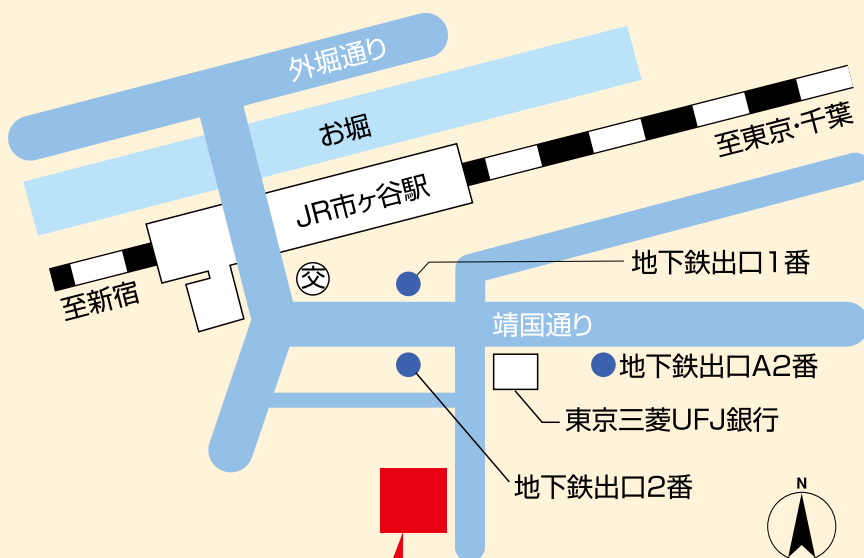 外堀通り
お堀
至東京・千葉
JR市ヶ谷駅
地下鉄出口1番
交
至新宿
靖国通り
地下鉄出口A2番
東京三菱UFJ銀行
地下鉄出口2番
N